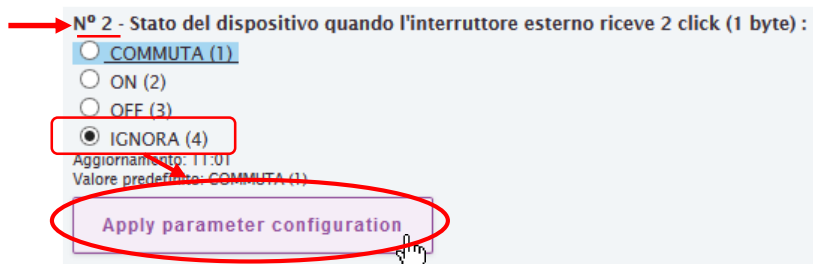 Nº 2 - Stato del dispositivo quando l'interruttore esterno riceve 2 click (1 byte) :
COMMUTA (1)
ON (2)
OFF (3)
IGNORA (4)
Aggiornamento: 11:01
Valore predefinito: COMMUTA (1)
Apply parameter configuration